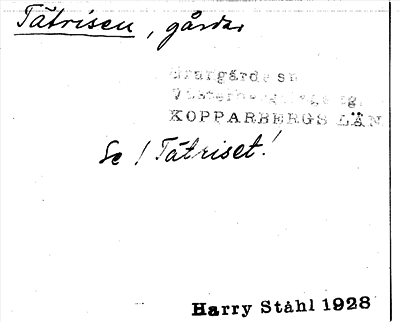 Tätrisen, gårdar
KOPPARBERGS LÄN
Se! Tätriset!
Harry Ståhl 1928